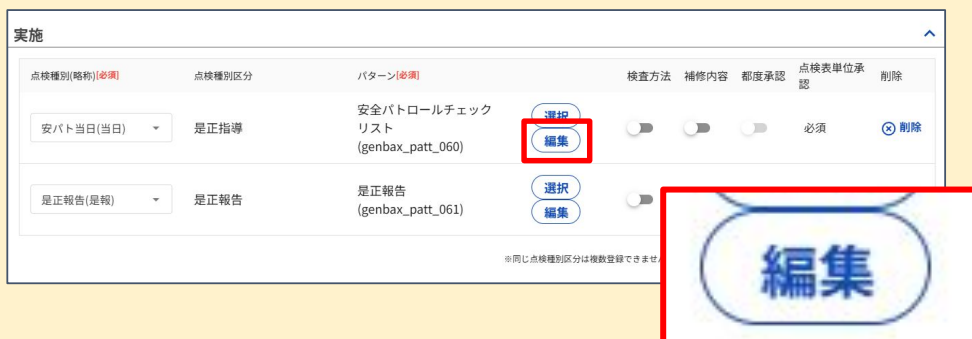 実施
点検種別(略称)[必須] 点検種別区分 パターン[必須] 検査方法 補修内容 都度承認 点検表単位承認 削除
安パト当日(当日) 是正指導 安全パトロールチェックリスト (genbax_patt_060) 選択 編集 必須 削除
是正報告(是報) 是正報告 是正報告 (genbax_patt_061) 選択 編集
※同じ点検種別区分は複数登録できません
編集